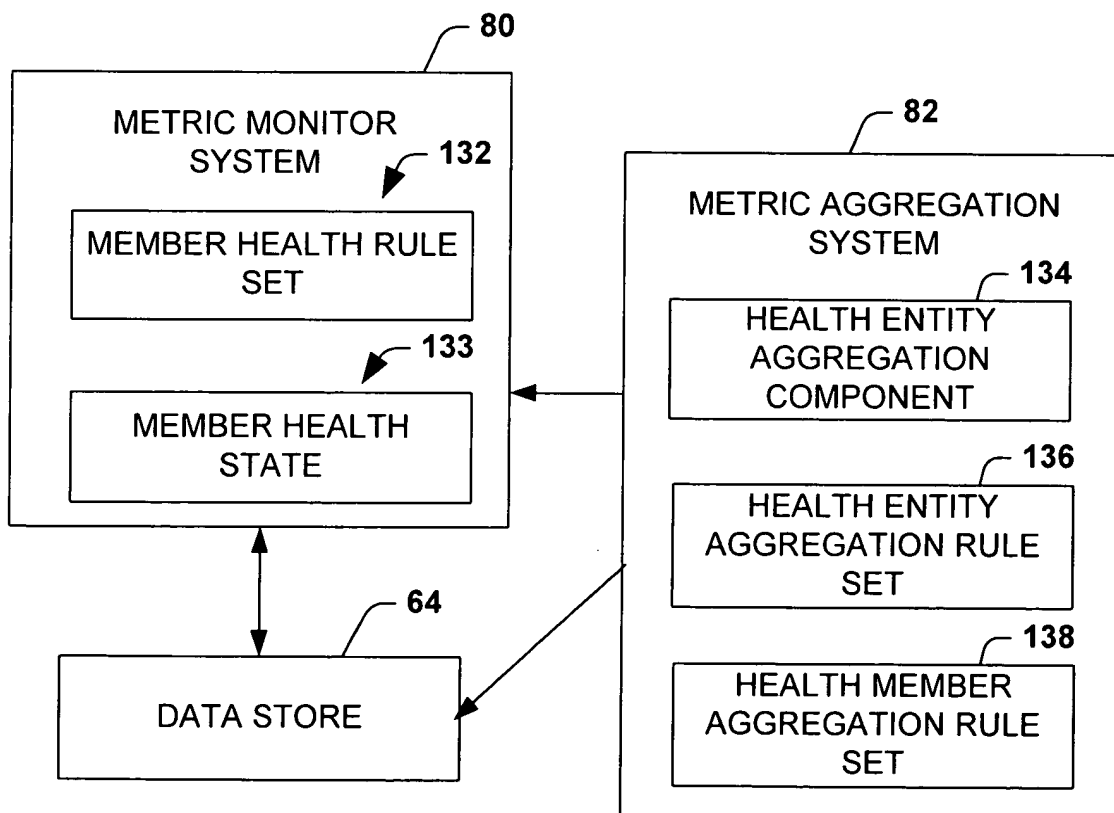 80
METRIC MONITOR
SYSTEM
132
MEMBER HEALTH RULE
SET
133
MEMBER HEALTH
STATE
64
DATA STORE
82
METRIC AGGREGATION
SYSTEM
134
HEALTH ENTITY
AGGREGATION
COMPONENT
136
HEALTH ENTITY
AGGREGATION RULE
SET
138
HEALTH MEMBER
AGGREGATION RULE
SET